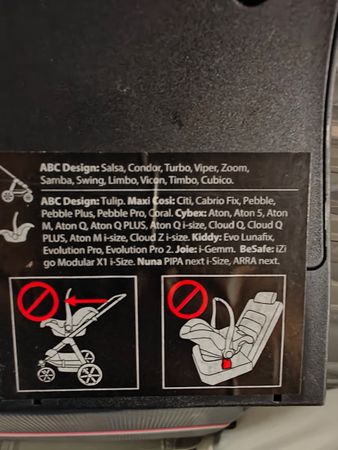 ABC Design: Salsa, Condor, Turbo, Viper, Zoom,
Samba, Swing, Limbo, Vicon, Timbo, Cubico.
ABC Design: Tulip. Maxi Cosi: Citi, Cabrio Fix, Pebble,
Pebble Plus, Pebble Pro, Coral. Cybex: Aton, Aton 5, Aton
M, Aton Q, Aton Q PLUS, Aton Q i-size, Cloud Q, Cloud Q
PLUS, Aton M i-size, Cloud Z i-size. Kiddy: Evo Lunafix,
Evolution Pro, Evolution Pro 2. Joie: i-Gemm. BeSafe: iZi
go Modular X1 i-Size. Nuna PIPA next i-Size, ARRA next.